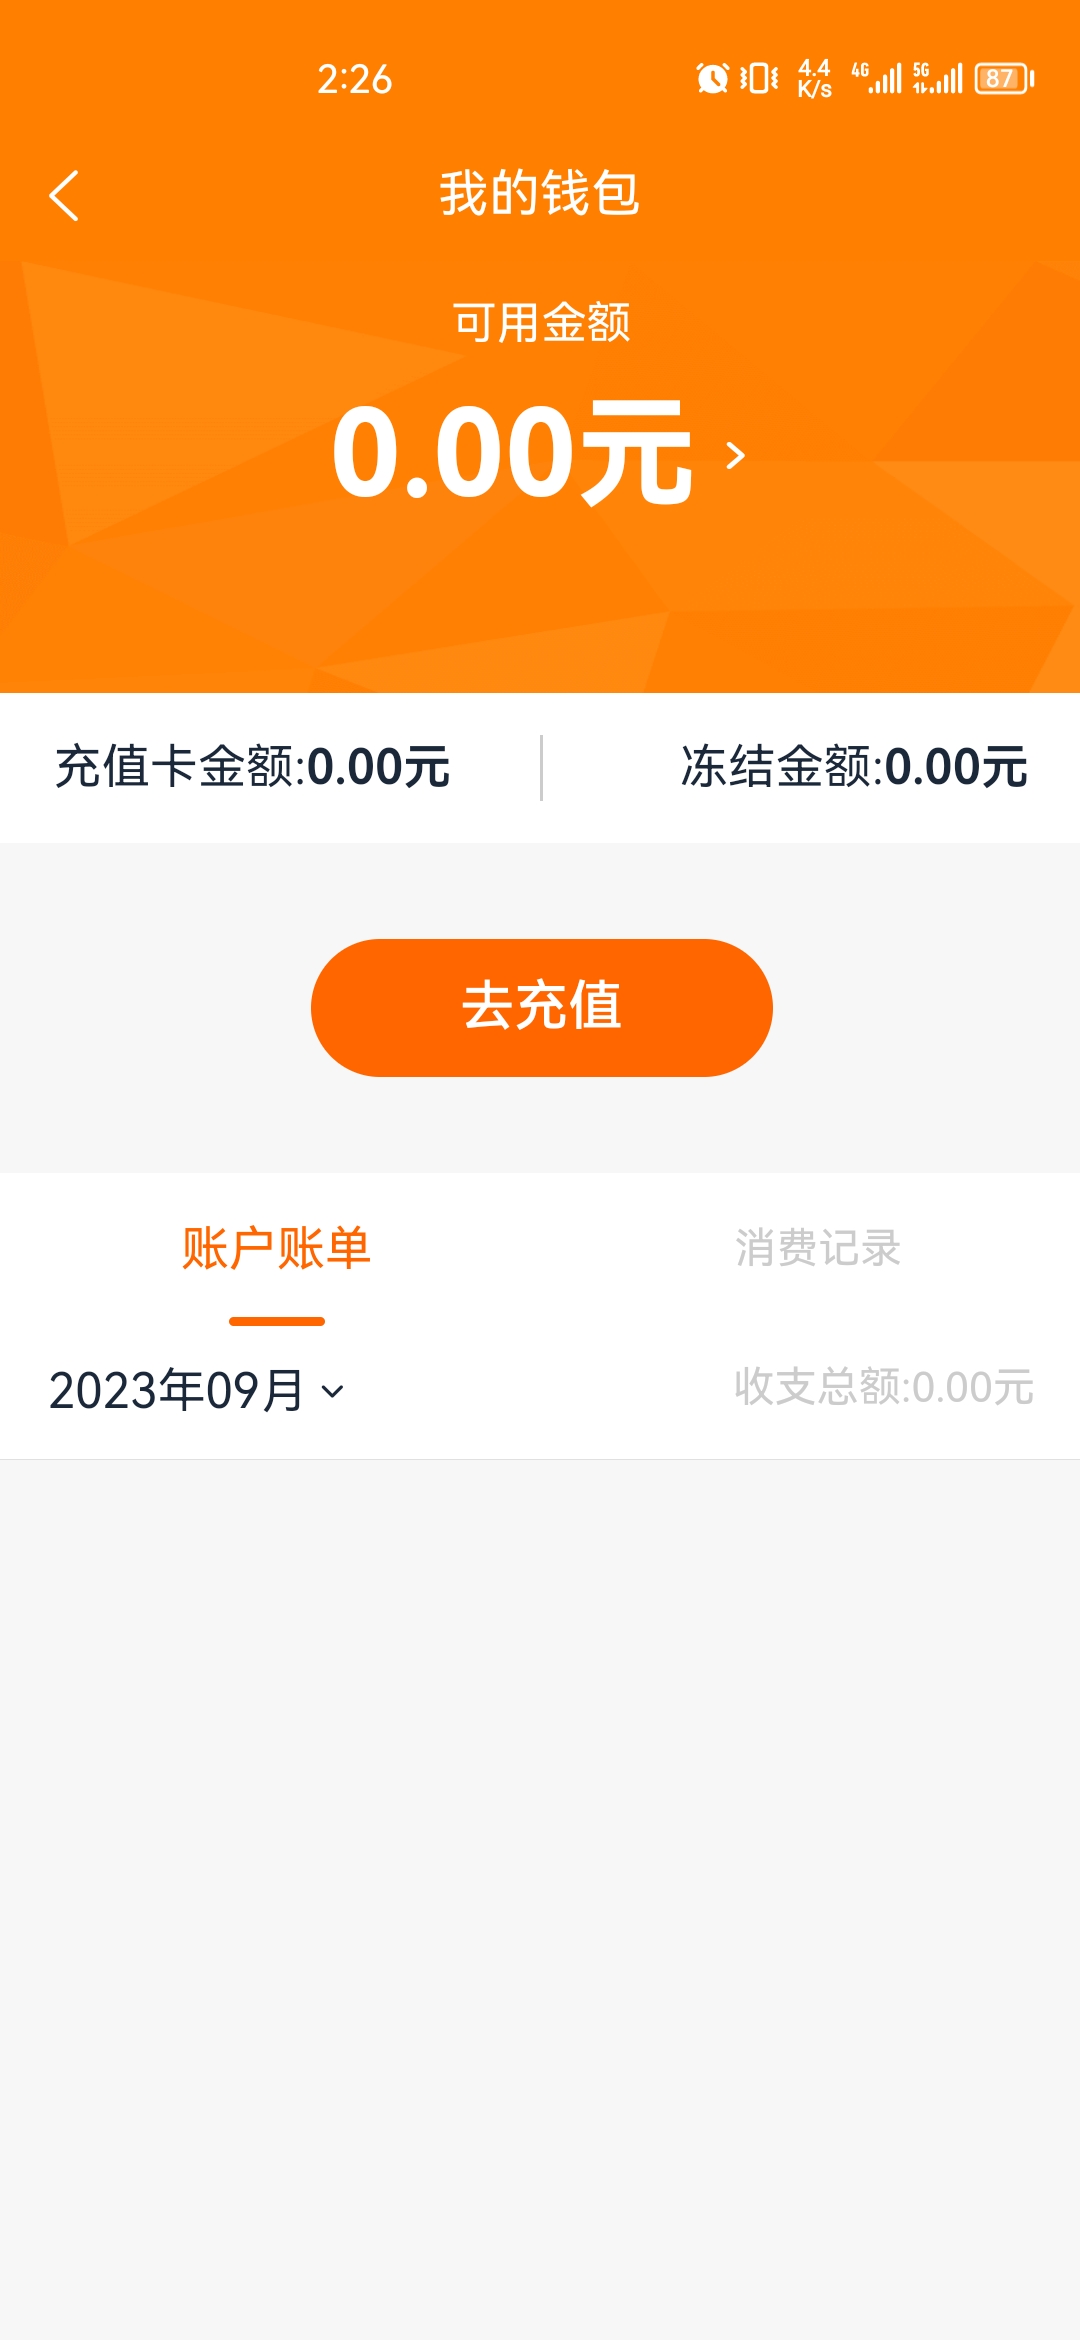 2:26 4.4 K/s 4G 5G 87
我的钱包
可用金额
0.00元
充值卡金额:0.00元 冻结金额:0.00元
去充值
账户账单 消费记录
2023年09月 收支总额:0.00元